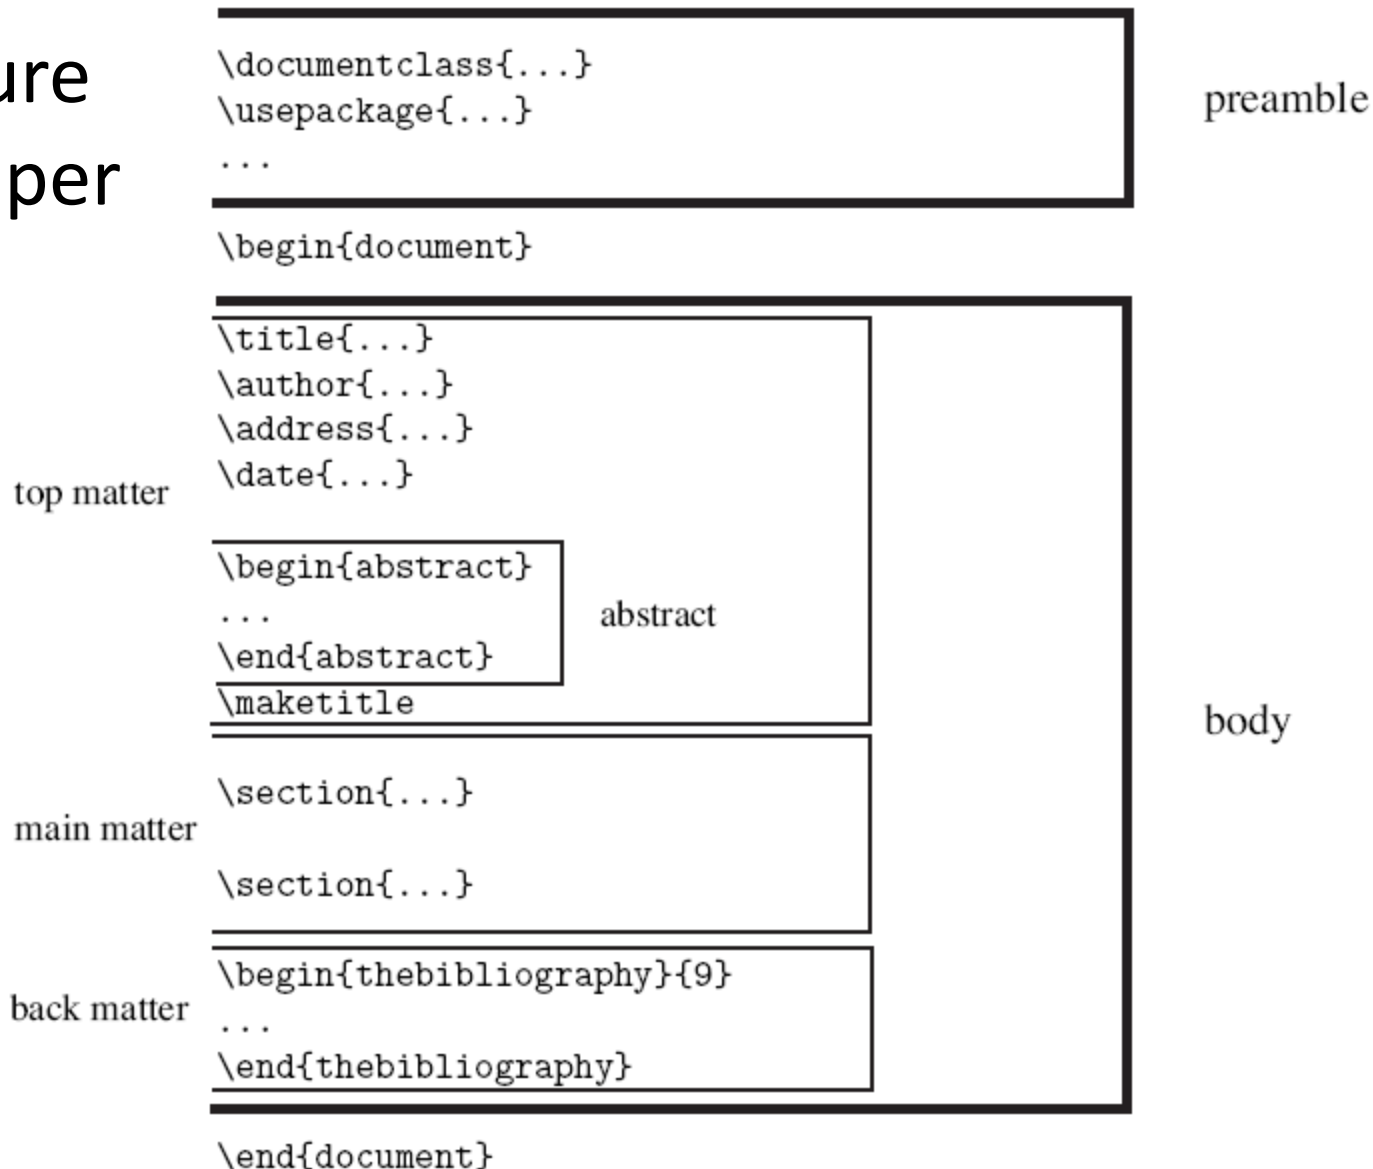 ure
per
\documentclass{...}
\usepackage{...}
...
preamble
\begin{document}
\title{...}
\author{...}
\address{...}
\date{...}
top matter
\begin{abstract}
...
\end{abstract}
abstract
\maketitle
body
\section{...}
main matter
\section{...}
\begin{thebibliography}{9}
back matter
...
\end{thebibliography}
\end{document}